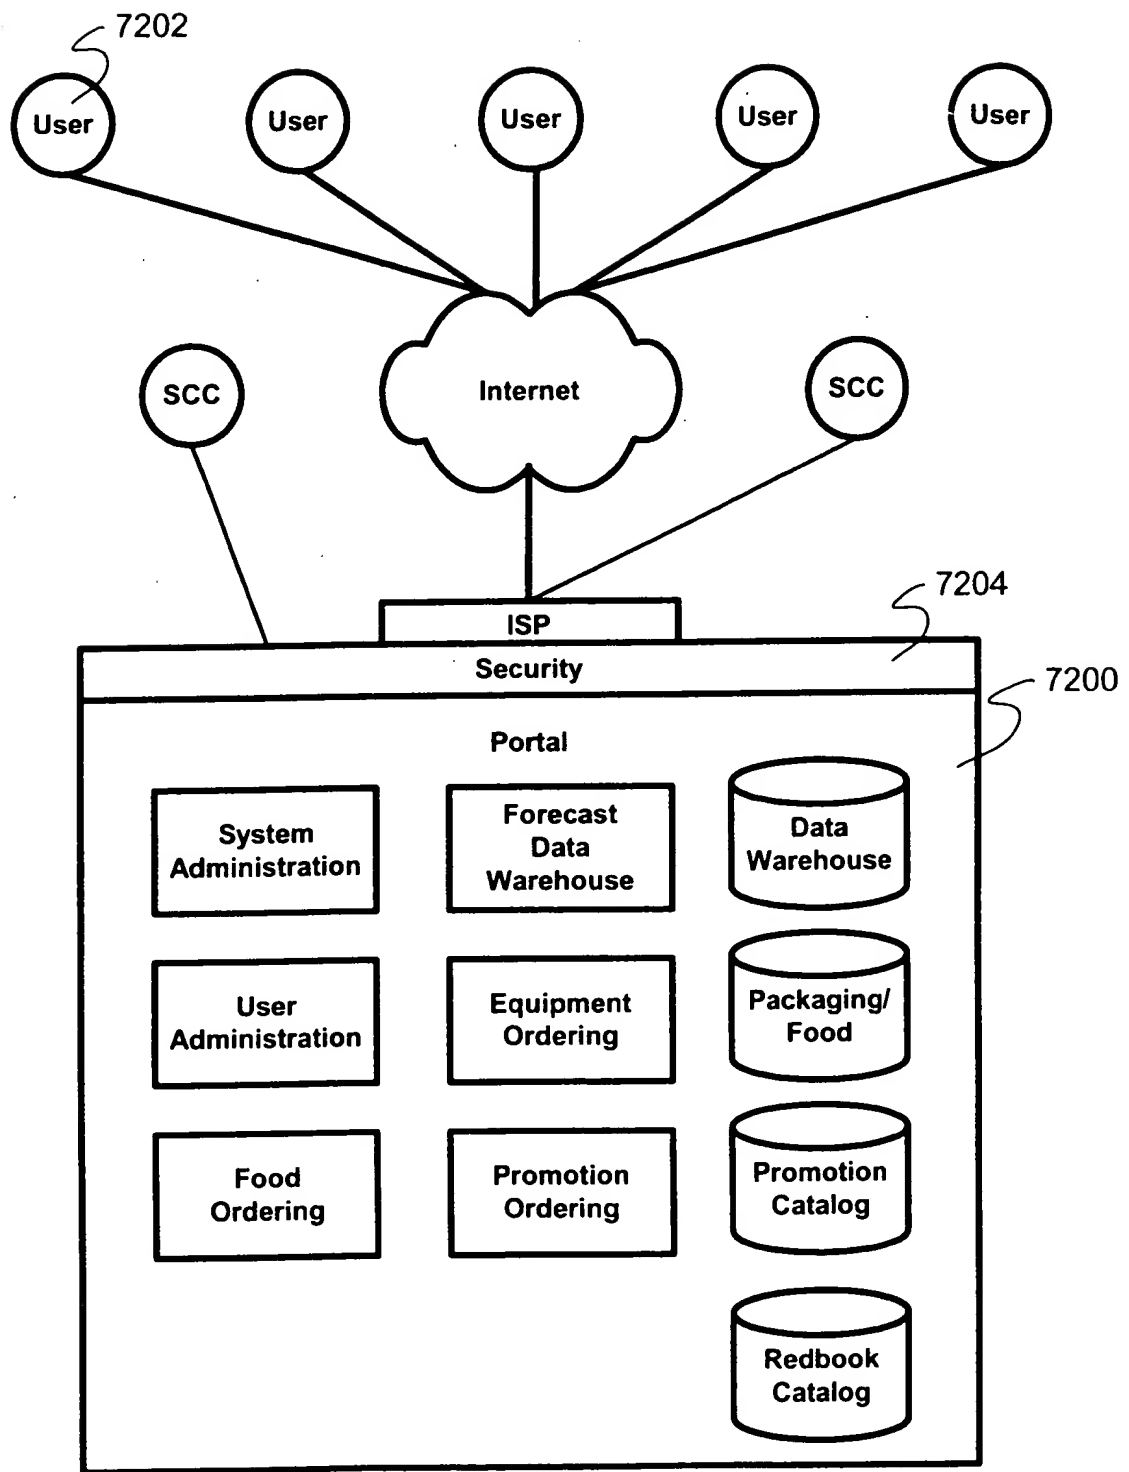 7202
User
User
User
User
User
SCC
Internet
SCC
7204
ISP
Security
7200
Portal
System
Administration
Forecast
Data
Warehouse
Data
Warehouse
User
Administration
Equipment
Ordering
Packaging/
Food
Food
Ordering
Promotion
Ordering
Promotion
Catalog
Redbook
Catalog